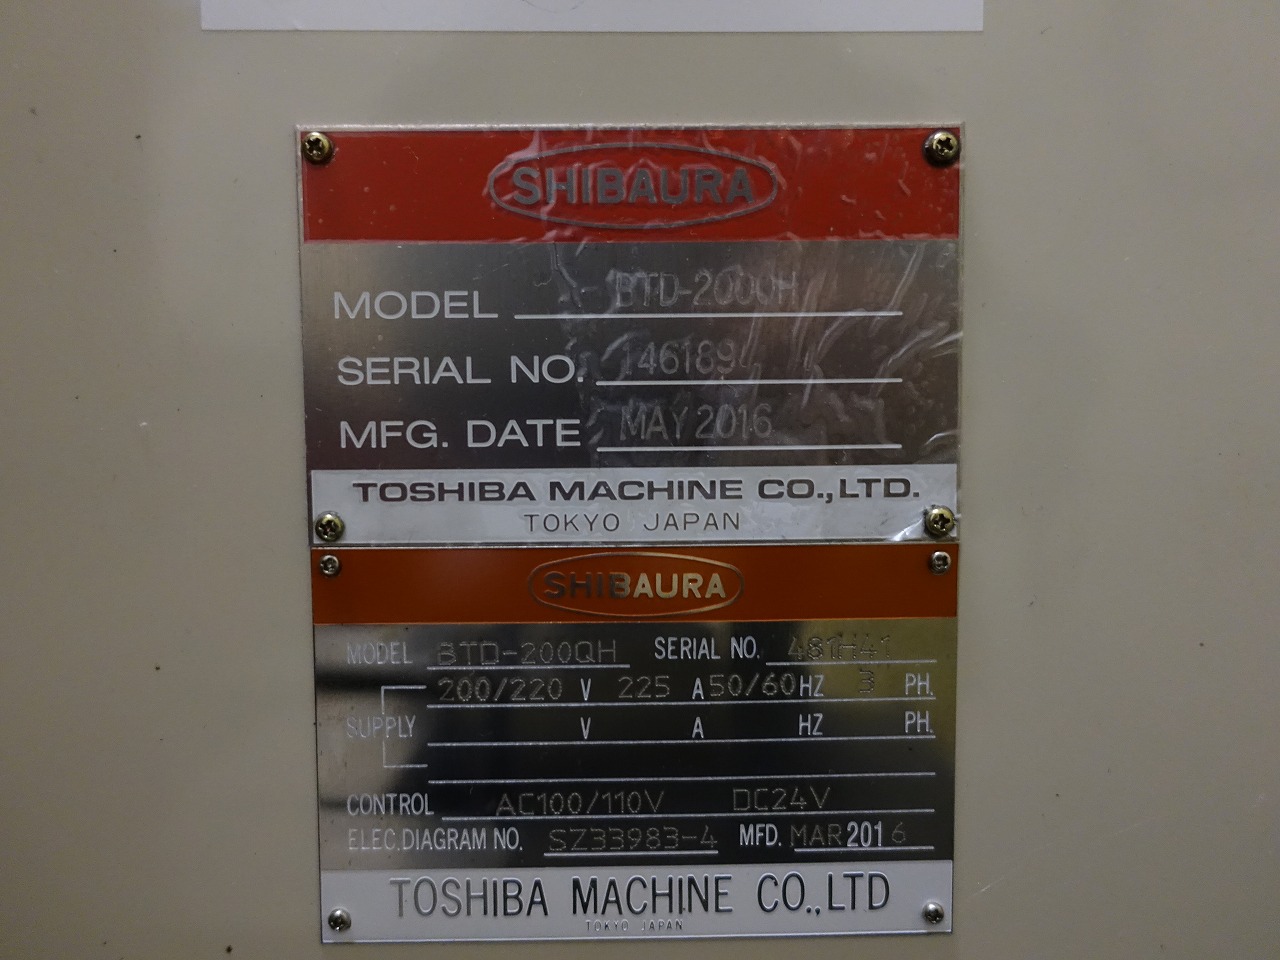 SHIBAURA
MODEL BTD-200QH
SERIAL NO. 146189
MFG. DATE MAY 2016
TOSHIBA MACHINE CO.,LTD.
TOKYO JAPAN
SHIBAURA
MODEL BTD-200QH SERIAL NO. 481H41
200/220 V 225 A 50/60 HZ 3 PH.
SUPPLY V A HZ PH.
CONTROL AC100/110V DC24V
ELEC.DIAGRAM NO. SZ33983-4 MFD. MAR 2016
TOSHIBA MACHINE CO.,LTD
TOKYO JAPAN